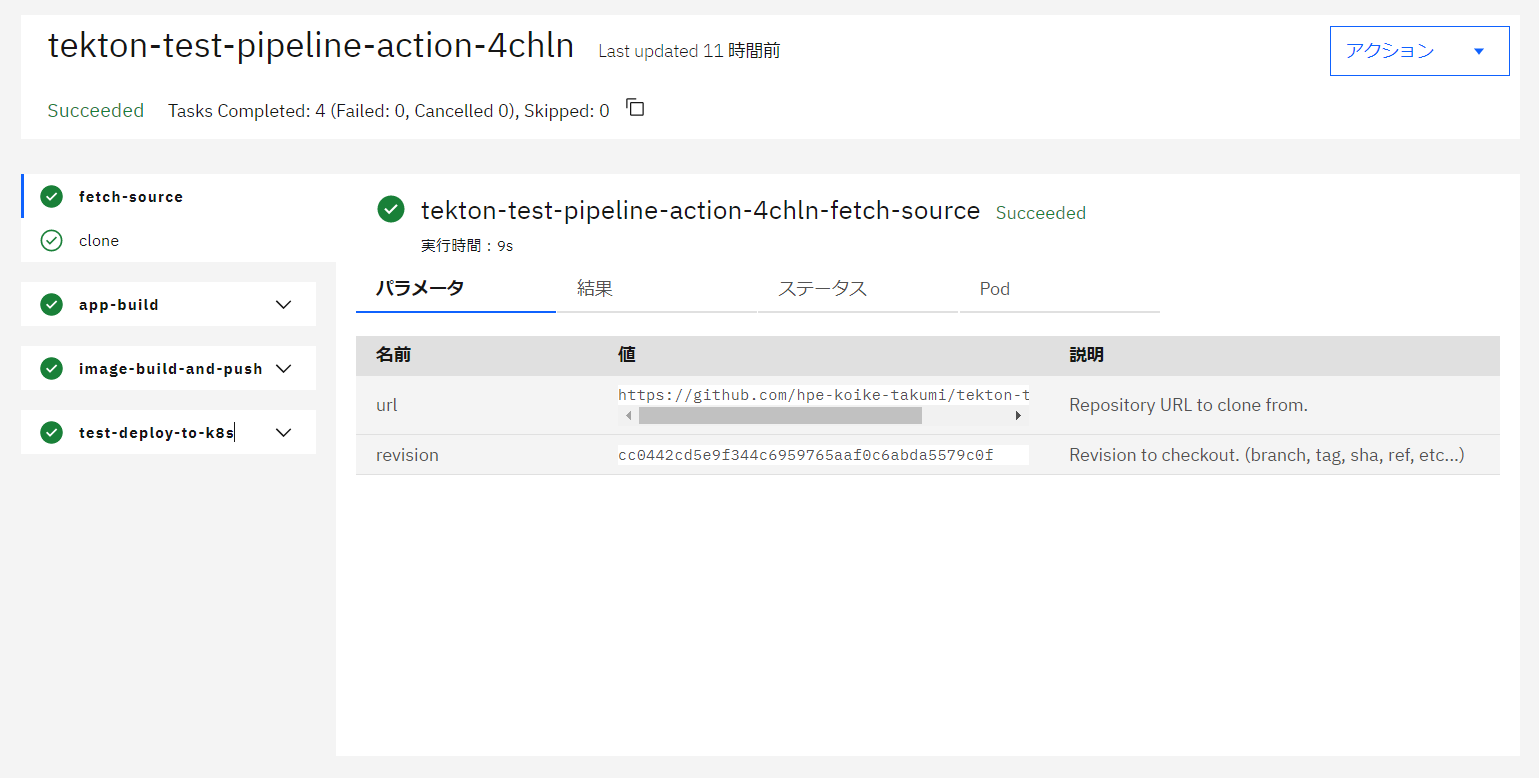 tekton-test-pipeline-action-4chln Last updated 11 時間前
アクション
Succeeded Tasks Completed: 4 (Failed: 0, Cancelled 0), Skipped: 0
fetch-source
clone
app-build
image-build-and-push
test-deploy-to-k8s
tekton-test-pipeline-action-4chln-fetch-source Succeeded
実行時間：9s
パラメータ 結果 ステータス Pod
名前 値 説明
url https://github.com/hpe-koike-takumi/tekton-t Repository URL to clone from.
revision cc0442cd5e9f344c6959765aaf0c6abda5579c0f Revision to checkout. (branch, tag, sha, ref, etc...)